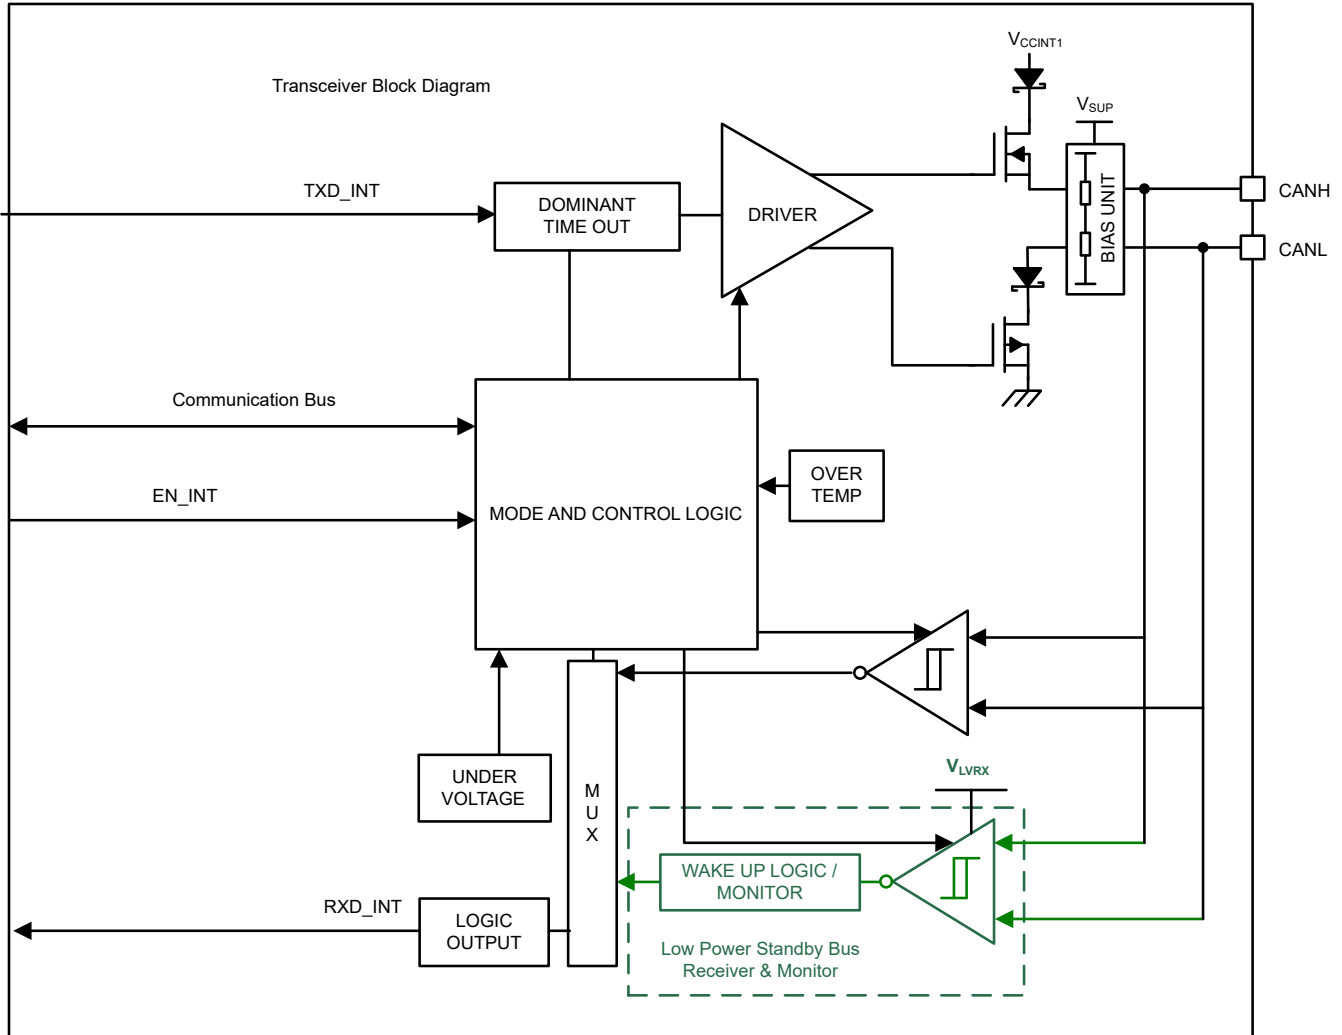 Transceiver Block Diagram
VCCINT1
VSUP
TXD_INT
DOMINANT
TIME OUT
DRIVER
BIAS UNIT
CANH
CANL
Communication Bus
EN_INT
MODE AND CONTROL LOGIC
OVER
TEMP
UNDER
VOLTAGE
MUX
VLVRX
WAKE UP LOGIC /
MONITOR
RXD_INT
LOGIC
OUTPUT
Low Power Standby Bus
Receiver & Monitor